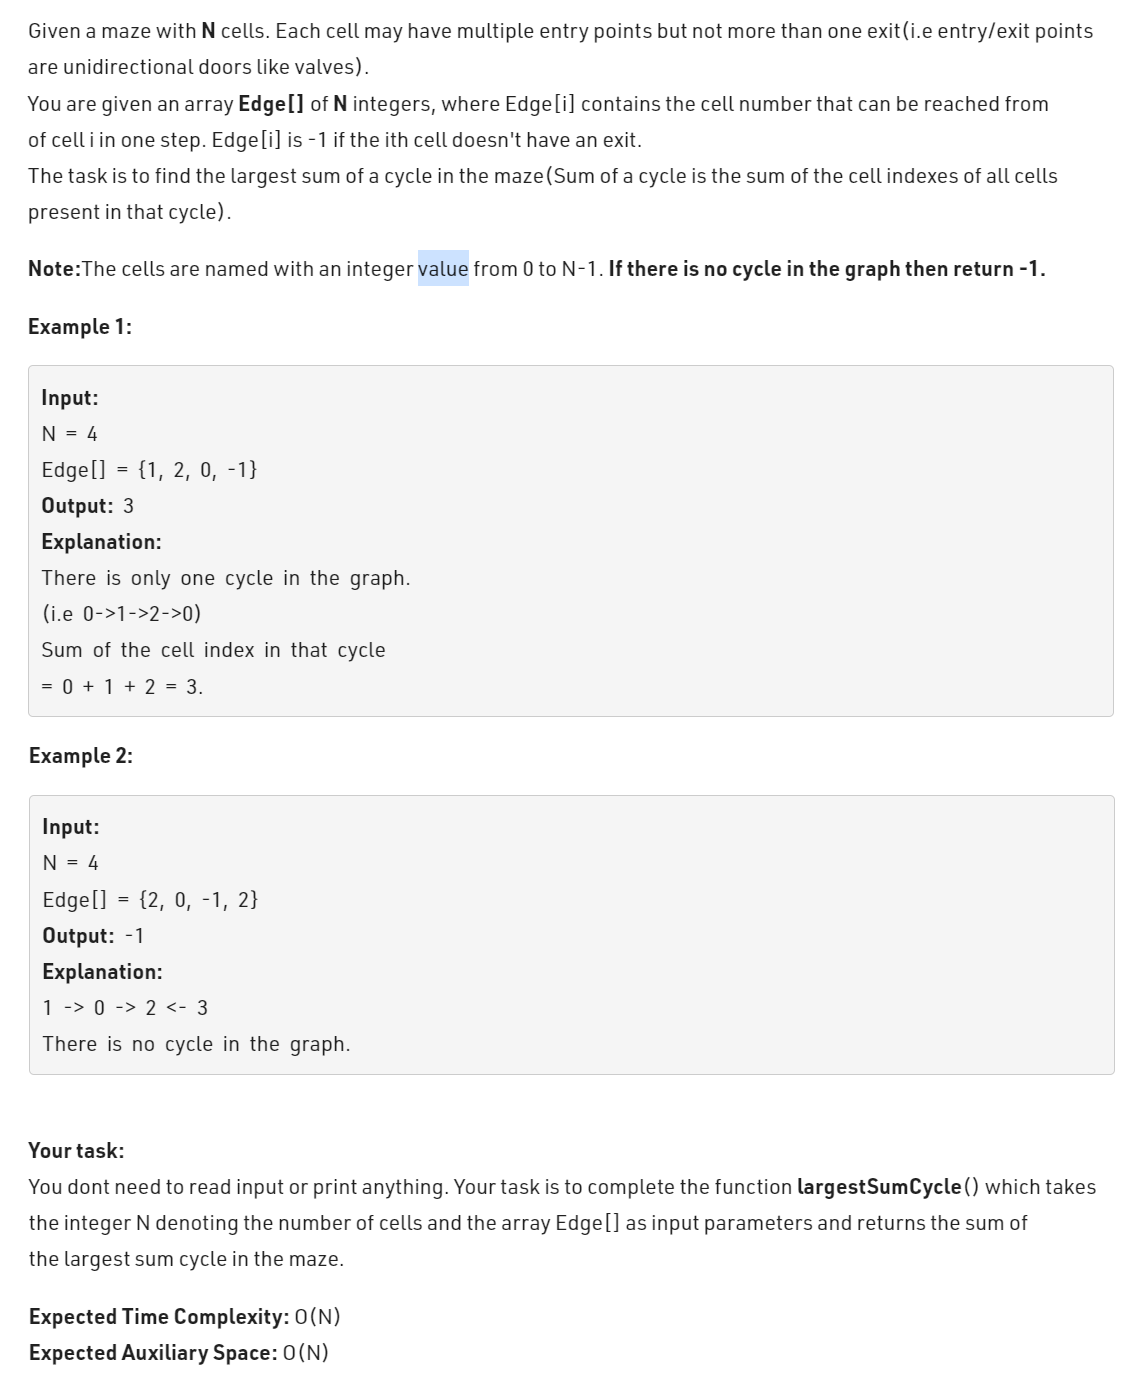 Given a maze with N cells. Each cell may have multiple entry points but not more than one exit(i.e entry/exit points
are unidirectional doors like valves).
You are given an array Edge[] of N integers, where Edge[i] contains the cell number that can be reached from
of cell i in one step. Edge[i] is -1 if the ith cell doesn't have an exit.
The task is to find the largest sum of a cycle in the maze(Sum of a cycle is the sum of the cell indexes of all cells
present in that cycle).
Note:The cells are named with an integer value from 0 to N-1. If there is no cycle in the graph then return -1.
Example 1:
Input:
N = 4
Edge[] = {1, 2, 0, -1}
Output: 3
Explanation:
There is only one cycle in the graph.
(i.e 0->1->2->0)
Sum of the cell index in that cycle
= 0 + 1 + 2 = 3.
Example 2:
Input:
N = 4
Edge[] = {2, 0, -1, 2}
Output: -1
Explanation:
1 -> 0 -> 2 <- 3
There is no cycle in the graph.
Your task:
You dont need to read input or print anything. Your task is to complete the function largestSumCycle() which takes
the integer N denoting the number of cells and the array Edge[] as input parameters and returns the sum of
the largest sum cycle in the maze.
Expected Time Complexity: O(N)
Expected Auxiliary Space: O(N)